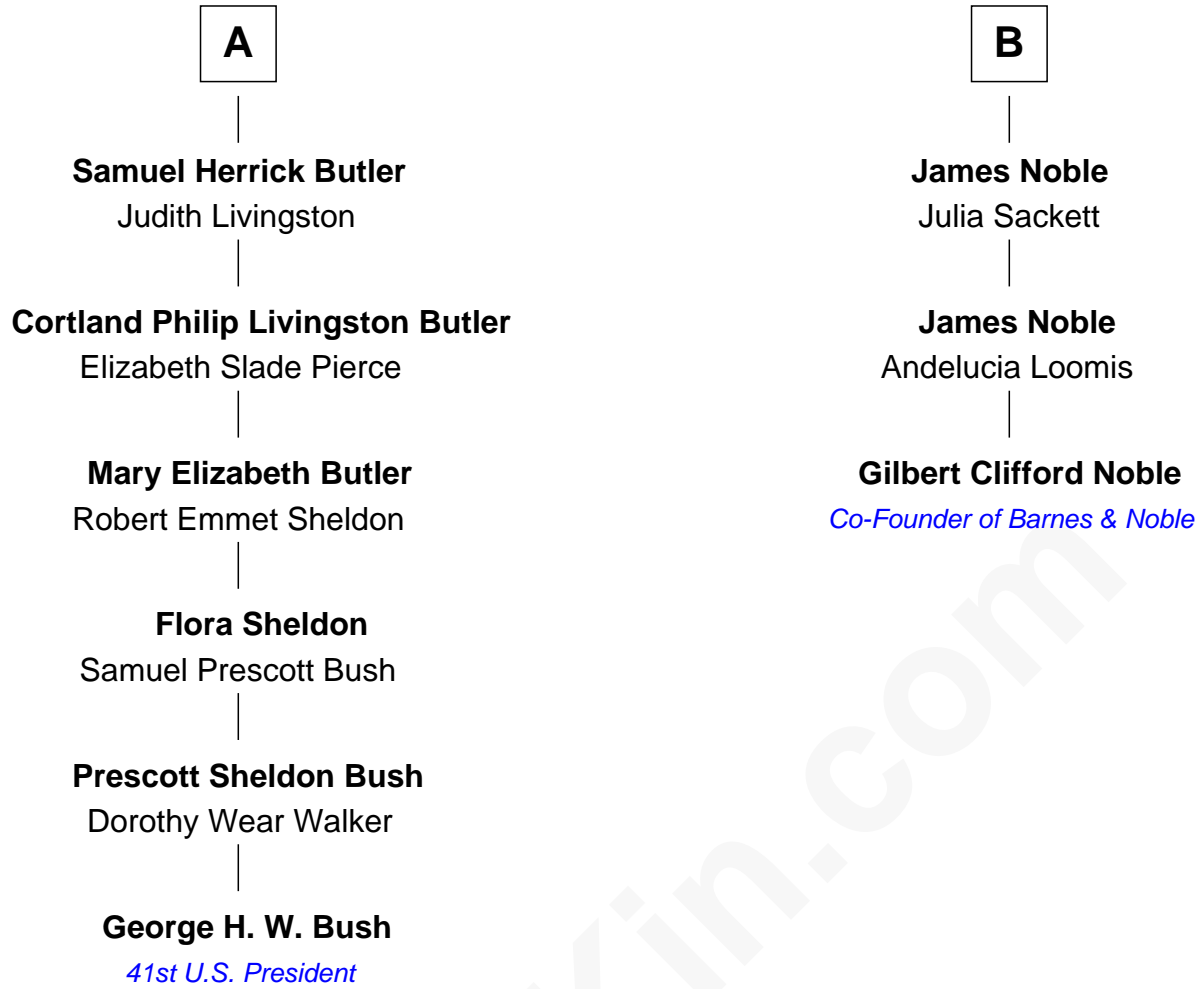 A
Samuel Herrick Butler
Judith Livingston
Cortland Philip Livingston Butler
Elizabeth Slade Pierce
Mary Elizabeth Butler
Robert Emmet Sheldon
Flora Sheldon
Samuel Prescott Bush
Prescott Sheldon Bush
Dorothy Wear Walker
George H. W. Bush
41st U.S. President
B
James Noble
Julia Sackett
James Noble
Andelucia Loomis
Gilbert Clifford Noble
Co-Founder of Barnes & Noble
Kin.com